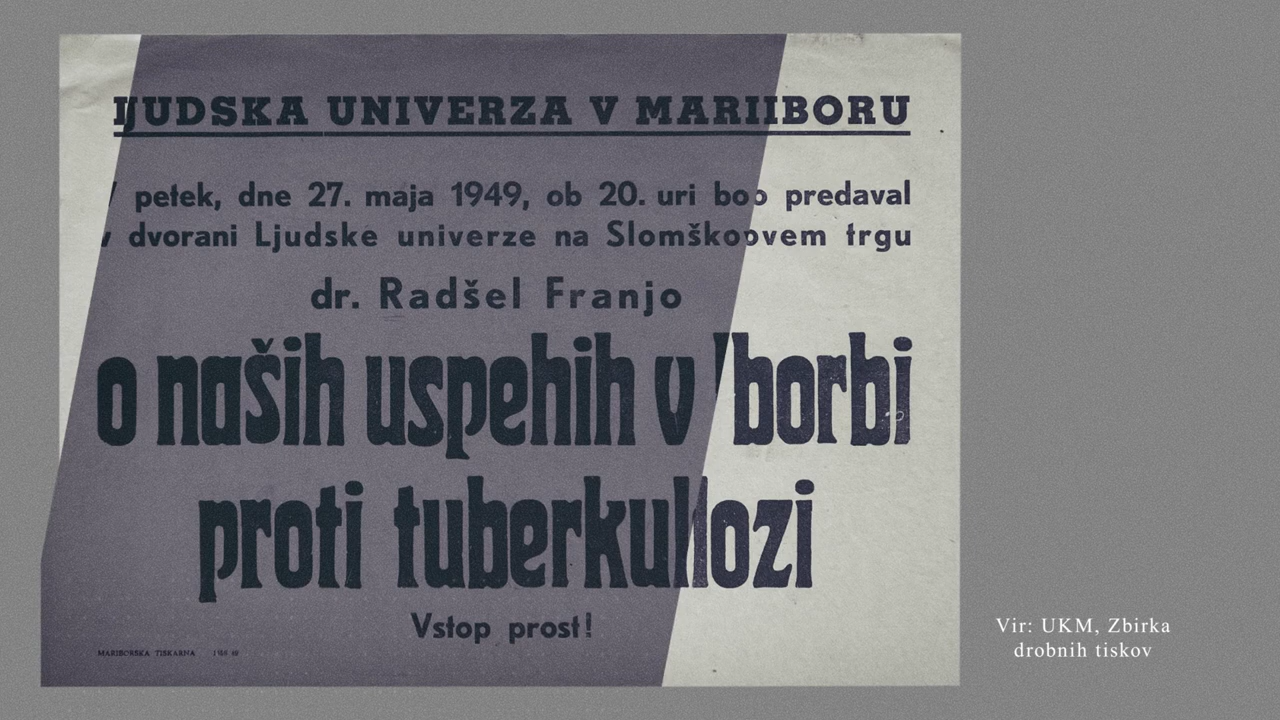 LJUDSKA UNIVERZA V MARIIBORU
V petek, dne 27. maja 1949, ob 20. uri boo predaval
v dvorani Ljudske univerze na Slomškoovem trgu
dr. Radšel Franjo
o naših uspehih v borbi
proti tuberkullozi
Vstop prost!
MARIBORSKA TISKARNA
Vir: UKM, Zbirka
drobnih tiskov